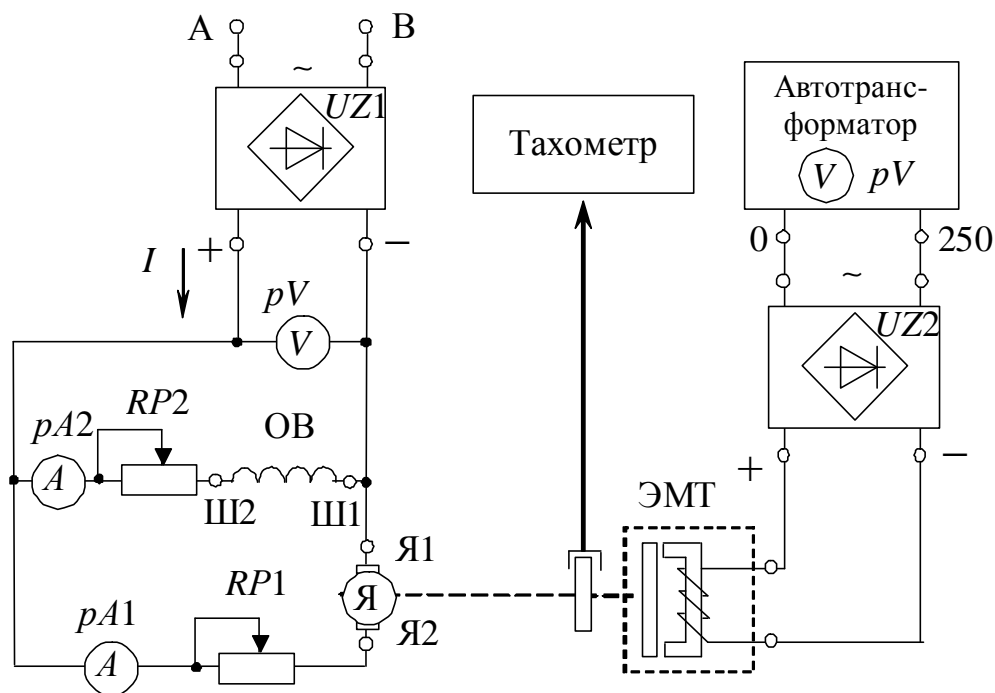 А
В
~
UZ1
Автотранс-
форматор
V
pV
Тахометр
I
+
−
0
250
~
pV
V
UZ2
RP2
ОВ
pA2
A
Ш2
Ш1
+
−
ЭМТ
Я1
RP1
Я
pA1
Я2
A